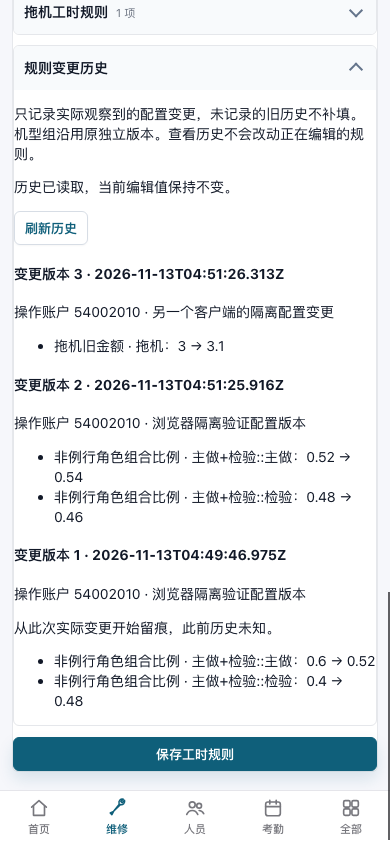 拖机工时规则 1 项
规则变更历史
只记录实际观察到的配置变更，未记录的旧历史不补填。
机型组沿用原独立版本。查看历史不会改动正在编辑的规
则。
历史已读取，当前编辑值保持不变。
刷新历史
变更版本 3 · 2026-11-13T04:51:26.313Z
操作账户 54002010 · 另一个客户端的隔离配置变更
• 拖机旧金额 · 拖机：3 → 3.1
变更版本 2 · 2026-11-13T04:51:25.916Z
操作账户 54002010 · 浏览器隔离验证配置版本
• 非例行角色组合比例 · 主做+检验::主做：0.52 →
0.54
• 非例行角色组合比例 · 主做+检验::检验：0.48 →
0.46
变更版本 1 · 2026-11-13T04:49:46.975Z
操作账户 54002010 · 浏览器隔离验证配置版本
从此次实际变更开始留痕，此前历史未知。
• 非例行角色组合比例 · 主做+检验::主做：0.6 → 0.52
• 非例行角色组合比例 · 主做+检验::检验：0.4 →
0.48
保存工时规则
首页 维修 人员 考勤 全部